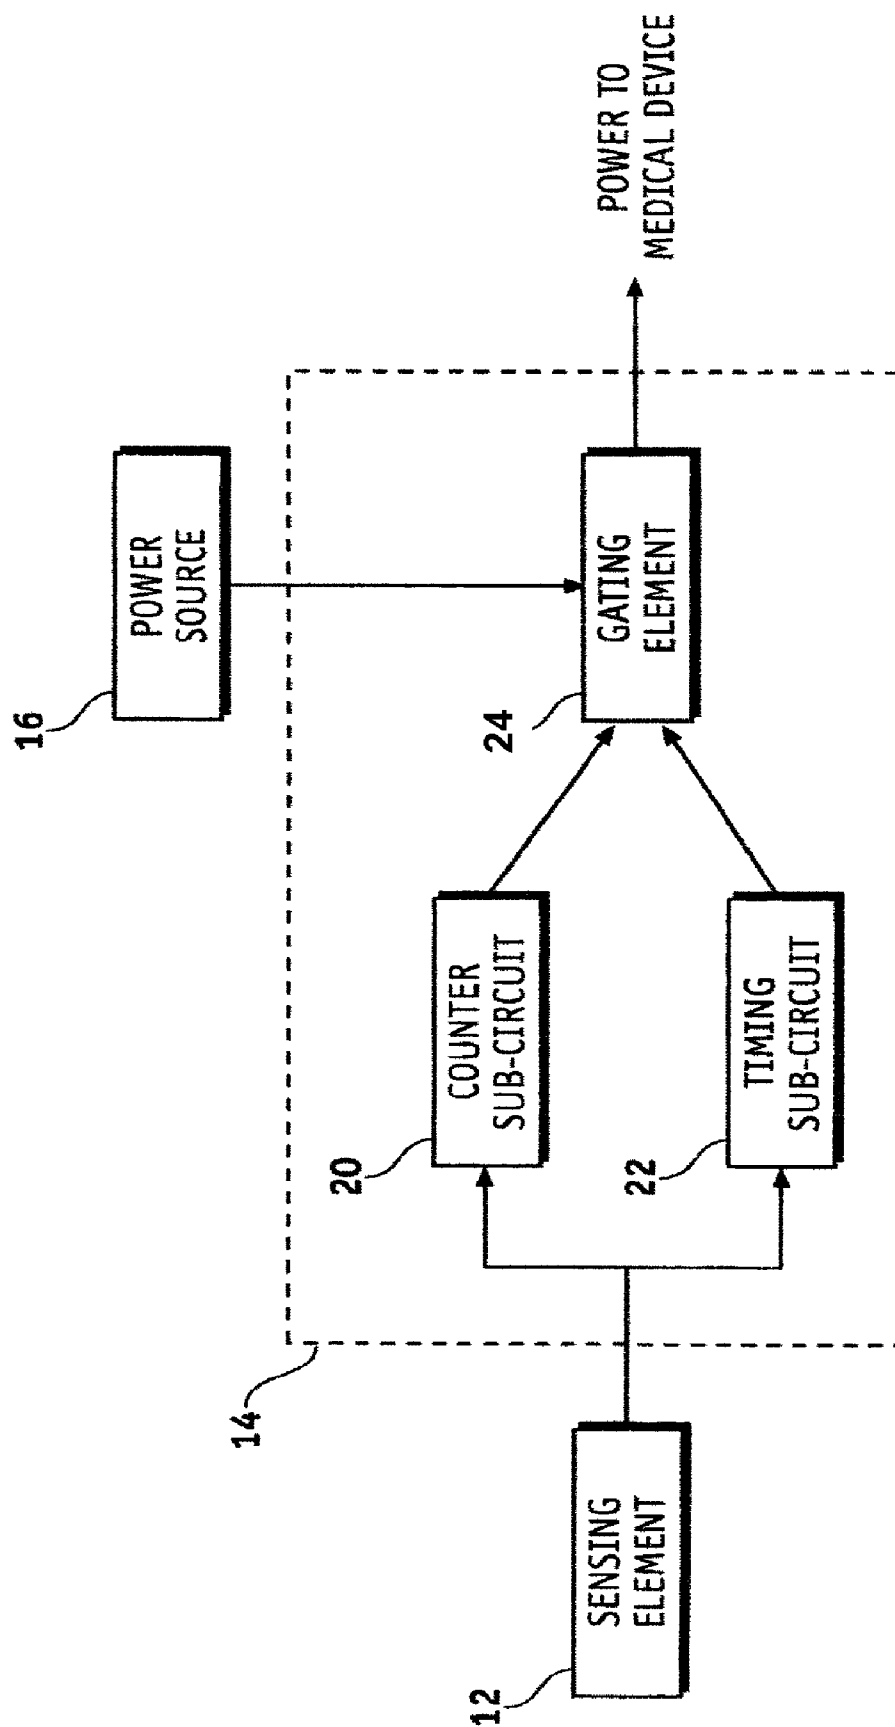 16
POWER
SOURCE
14
20
COUNTER
SUB-CIRCUIT
24
GATING
ELEMENT
POWER TO
MEDICAL DEVICE
12
SENSING
ELEMENT
22
TIMING
SUB-CIRCUIT